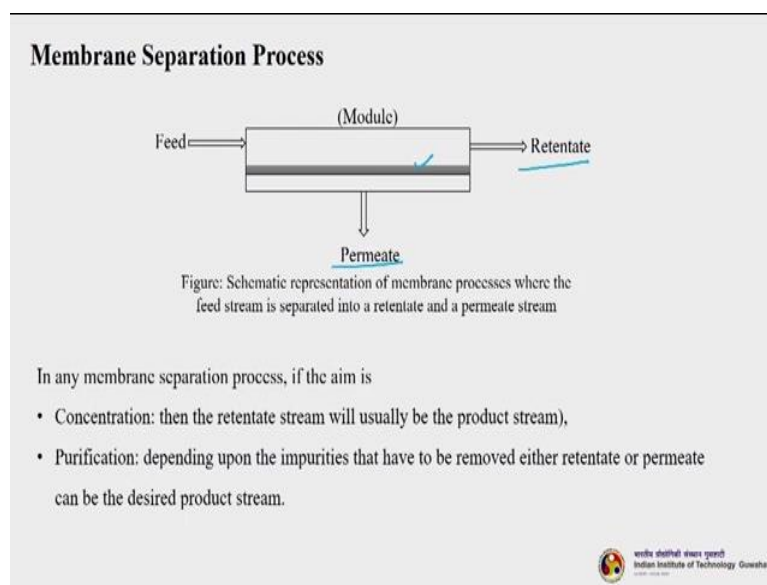 Membrane Separation Process
(Module)
Feed
Retentate
Permeate
Figure: Schematic representation of membrane processes where the
feed stream is separated into a retentate and a permeate stream
In any membrane separation process, if the aim is
• Concentration: then the retentate stream will usually be the product stream),
• Purification: depending upon the impurities that have to be removed either retentate or permeate
can be the desired product stream.
भारतीय प्रौद्योगिकी संस्थान गुवाहाटी
Indian Institute of Technology Guwaha